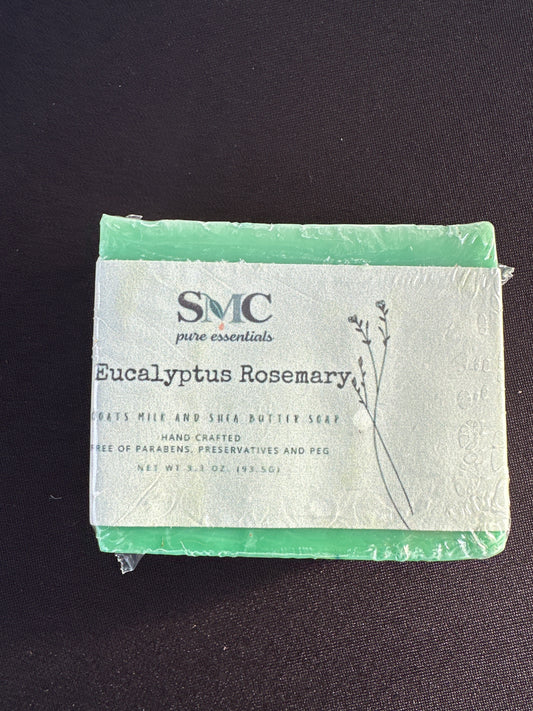 SMC
pure essentials
Eucalyptus Rosemary
OATS MILK AND SHEA BUTTER SOAP
HAND CRAFTED
FREE OF PARABENS, PRESERVATIVES AND PEG
NET WT 3.3 OZ. (93.5G)